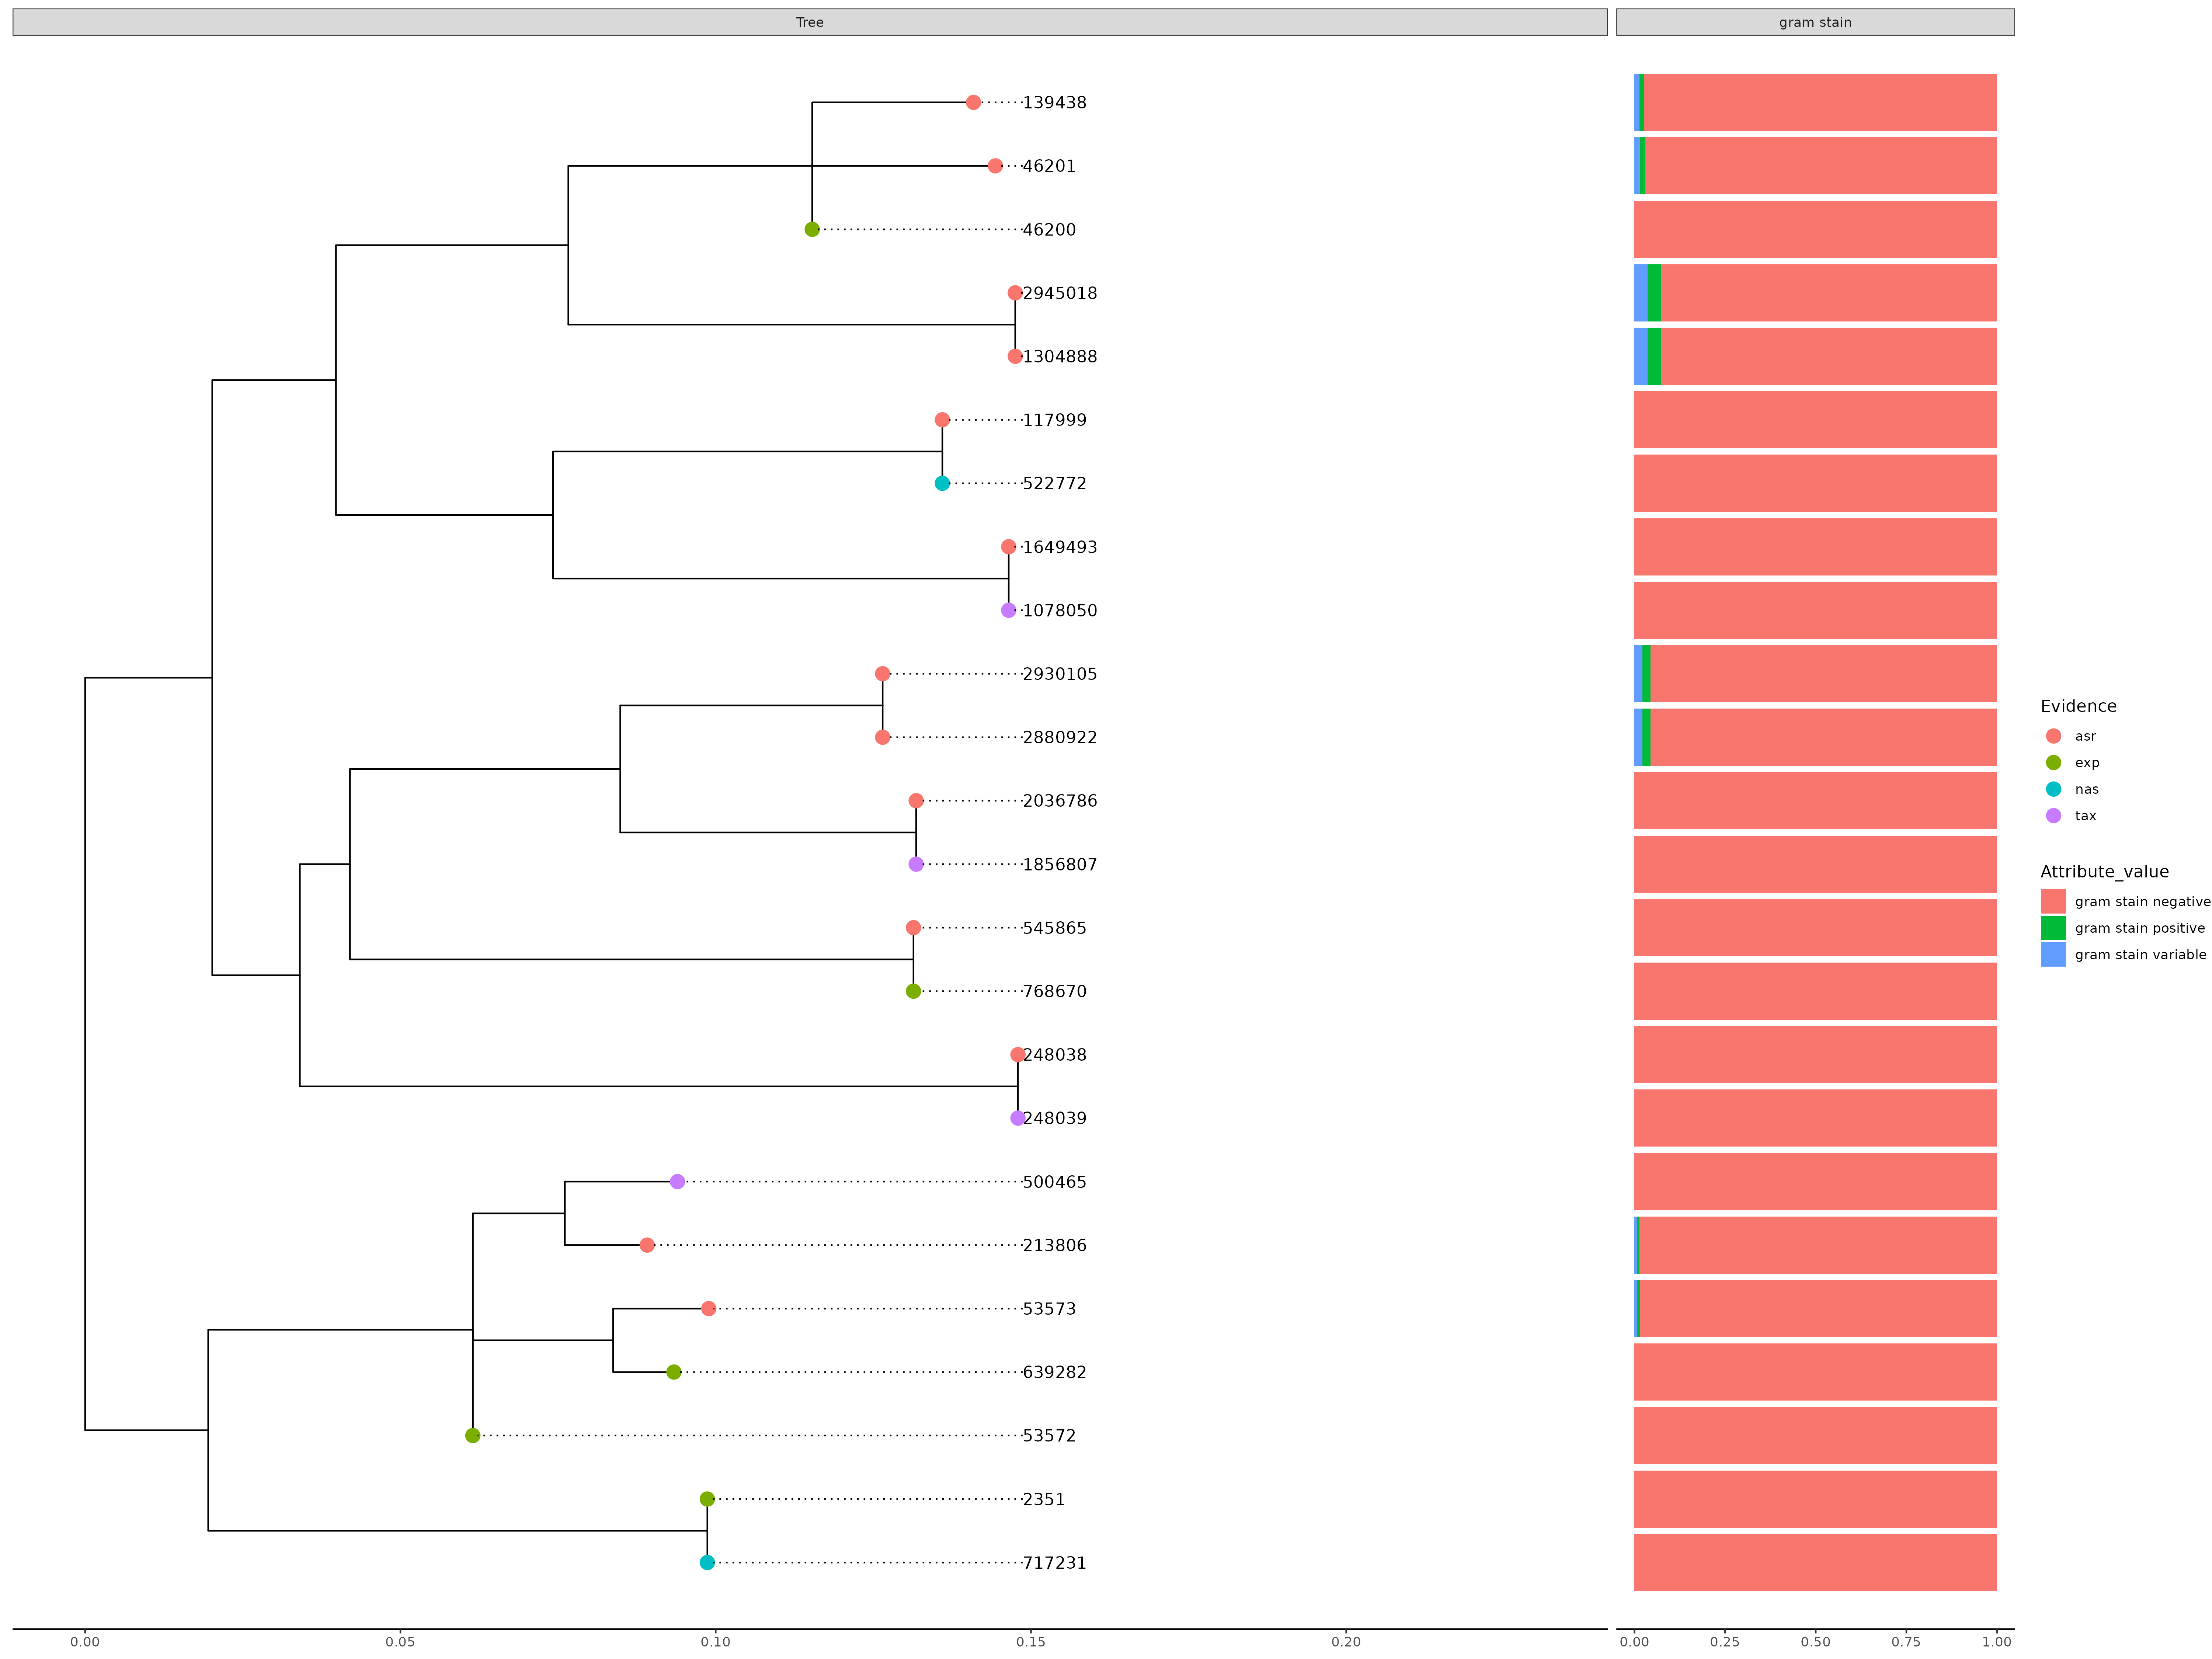 Tree
gram stain
139438
46201
46200
2945018
1304888
117999
522772
1649493
1078050
2930105
2880922
2036786
1856807
545865
768670
248038
248039
500465
213806
53573
639282
53572
2351
717231
0.00 0.05 0.10 0.15 0.20
0.00 0.25 0.50 0.75 1.00
Evidence
asr
exp
nas
tax
Attribute_value
gram stain negative
gram stain positive
gram stain variable